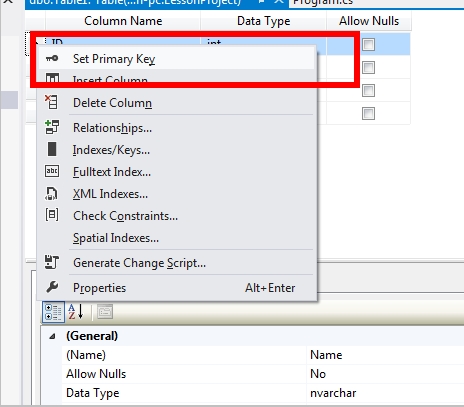 dbo.Table1: Table(...n-pc.LessonProject) Program.cs
Column Name Data Type Allow Nulls
ID int
Set Primary Key
Insert Column
Delete Column
Relationships...
Indexes/Keys...
Fulltext Index...
XML Indexes...
Check Constraints...
Spatial Indexes...
Generate Change Script...
Properties Alt+Enter
(General)
(Name) Name
Allow Nulls No
Data Type nvarchar